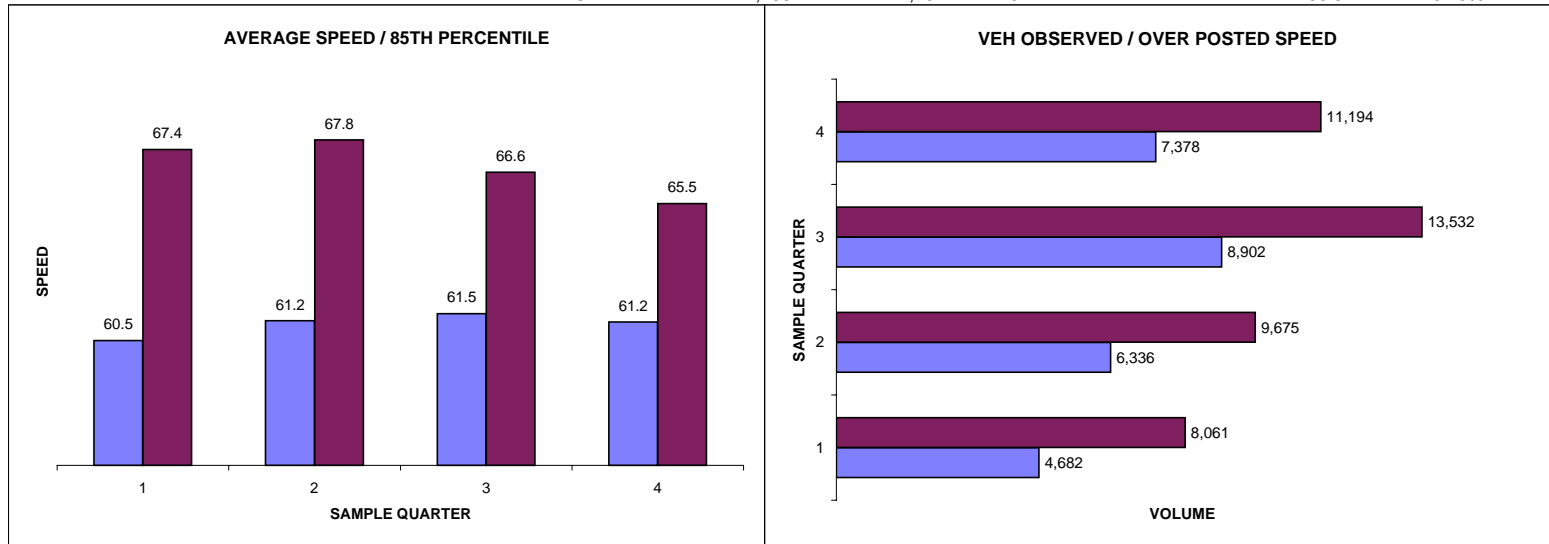 AVERAGE SPEED / 85TH PERCENTILE
67.4
67.8
66.6
65.5
60.5
61.2
61.5
61.2
SPEED
1 2 3 4
SAMPLE QUARTER
VEH OBSERVED / OVER POSTED SPEED
SAMPLE QUARTER
4
11,194
7,378
3
13,532
8,902
2
9,675
6,336
1
8,061
4,682
VOLUME